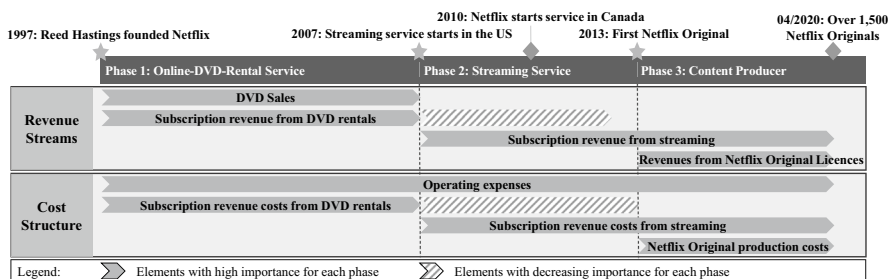 2010: Netflix starts service in Canada
1997: Reed Hastings founded Netflix
2007: Streaming service starts in the US
2013: First Netflix Original
04/2020: Over 1,500
Netflix Originals
Phase 1: Online-DVD-Rental Service
Phase 2: Streaming Service
Phase 3: Content Producer
Revenue
Streams
DVD Sales
Subscription revenue from DVD rentals
Subscription revenue from streaming
Revenues from Netflix Original Licences
Cost
Structure
Operating expenses
Subscription revenue costs from DVD rentals
Subscription revenue costs from streaming
Netflix Original production costs
Legend:
Elements with high importance for each phase
Elements with decreasing importance for each phase